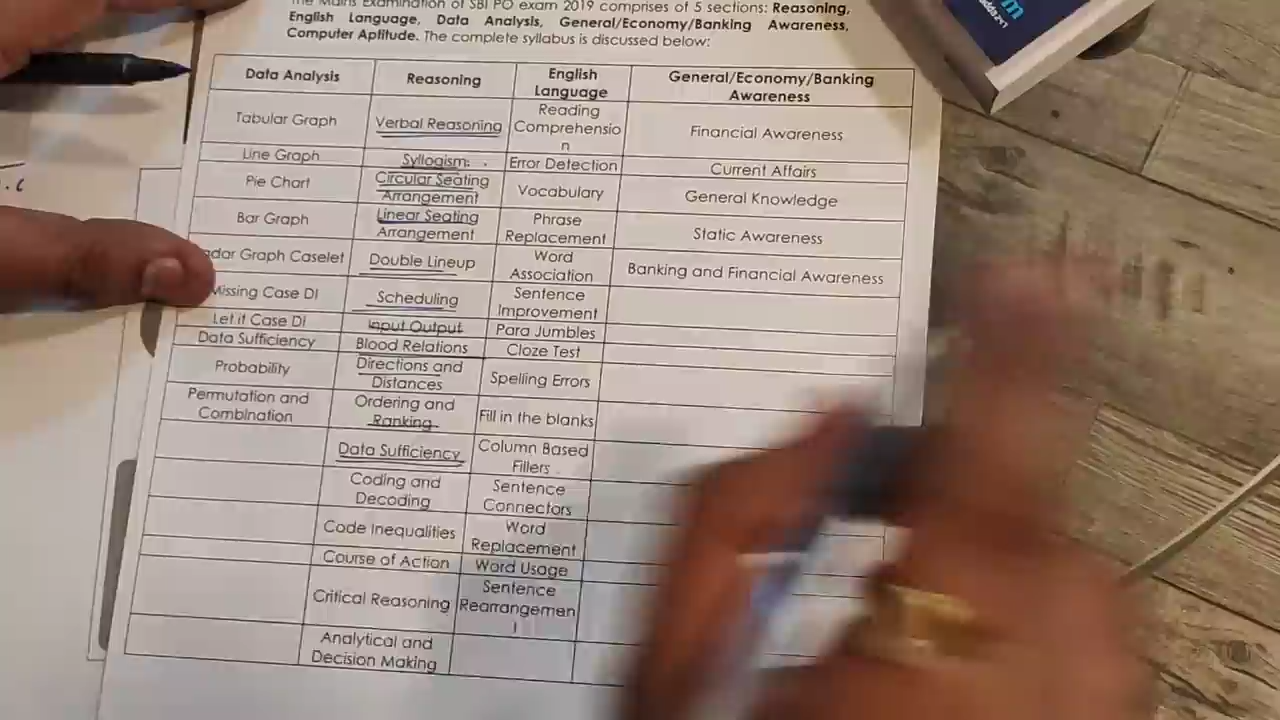 The Mains Examination of SBI PO exam 2019 comprises of 5 sections: Reasoning,
English Language, Data Analysis, General/Economy/Banking Awareness,
Computer Aptitude. The complete syllabus is discussed below:
Data Analysis
Reasoning
English
Language
General/Economy/Banking
Awareness
Tabular Graph
Verbal Reasoning
Reading
Comprehensio
n
Financial Awareness
Line Graph
Syllogism
Error Detection
Current Affairs
Pie Chart
Circular Seating
Arrangement
Vocabulary
General Knowledge
Bar Graph
Linear Seating
Arrangement
Phrase
Replacement
Static Awareness
Graph Caselet
Double Lineup
Word
Association
Banking and Financial Awareness
Missing Case DI
Scheduling
Sentence
Improvement
Let it Case DI
Input Output
Para Jumbles
Data Sufficiency
Blood Relations
Cloze Test
Probability
Directions and
Distances
Spelling Errors
Permutation and
Combination
Ordering and
Ranking
Fill in the blanks
Data Sufficiency
Column Based
Fillers
Coding and
Decoding
Sentence
Connectors
Code Inequalities
Word
Replacement
Course of Action
Word Usage
Critical Reasoning
Sentence
Rearrangemen
t
Analytical and
Decision Making